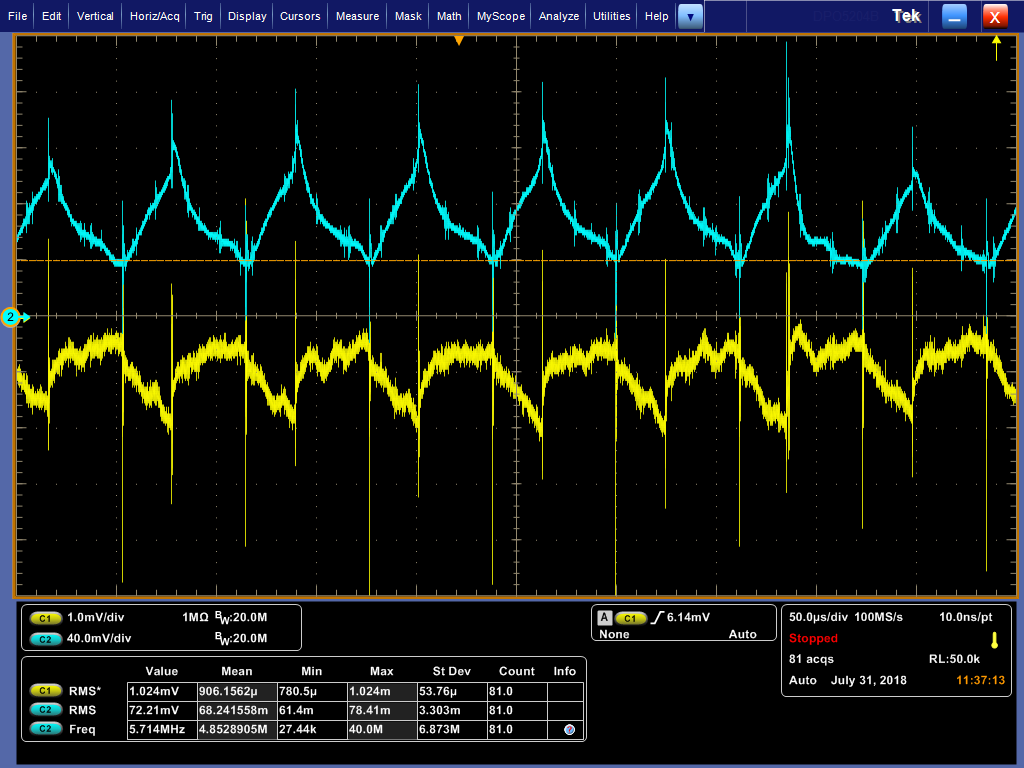 File Edit Vertical Horiz/Acq Trig Display Cursors Measure Mask Math MyScope Analyze Utilities Help Tek X
2
C1 1.0mV/div 1MΩ BW:20.0M
C2 40.0mV/div BW:20.0M
A C1 6.14mV
None Auto
50.0µs/div 100MS/s 10.0ns/pt
Stopped
81 acqs RL:50.0k
Auto July 31, 2018 11:37:13
Value Mean Min Max St Dev Count Info
C1 RMS* 1.024mV 906.1562µ 780.5µ 1.024m 53.76µ 81.0
C2 RMS 72.21mV 68.241558m 61.4m 78.41m 3.303m 81.0
C2 Freq 5.714MHz 4.8528905M 27.44k 40.0M 6.873M 81.0